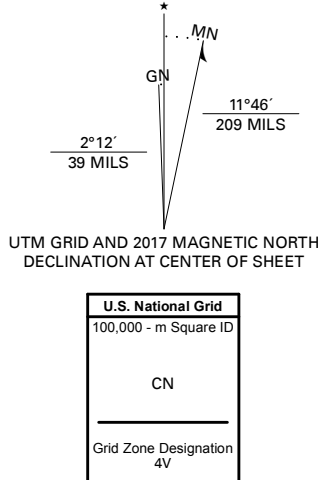 ★
MN
GN
11°46´
209 MILS
2°12´
39 MILS
UTM GRID AND 2017 MAGNETIC NORTH
DECLINATION AT CENTER OF SHEET
U.S. National Grid
100,000 - m Square ID
CN
Grid Zone Designation
4V